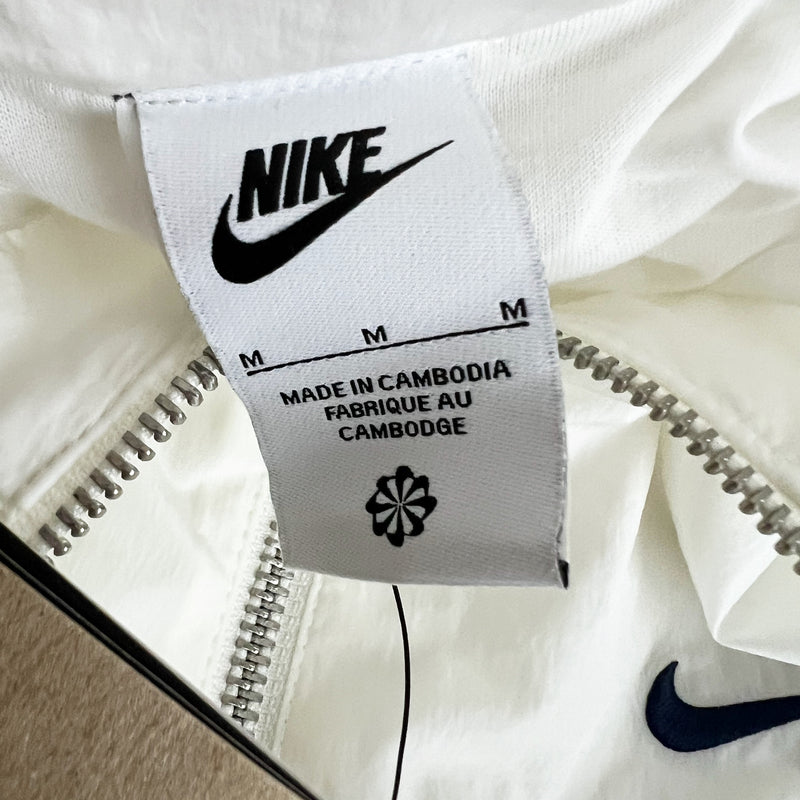 NIKE
M M M
MADE IN CAMBODIA
FABRIQUE AU
CAMBODGE